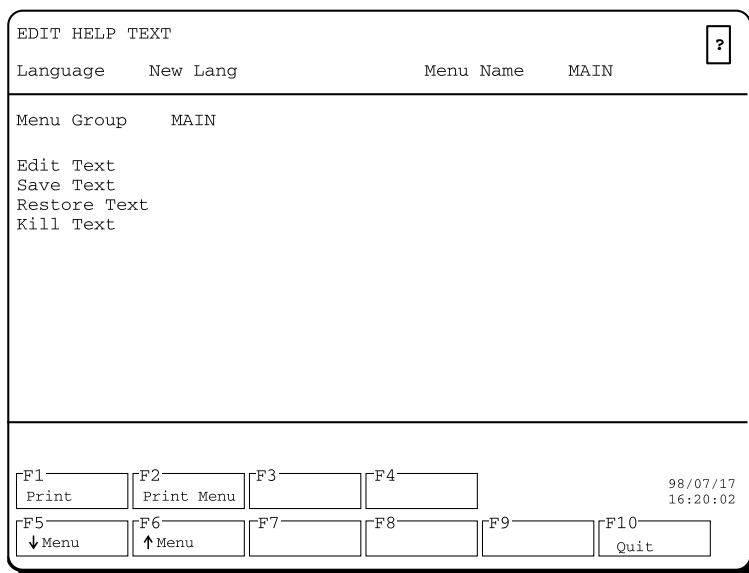 EDIT HELP TEXT
?
Language New Lang Menu Name MAIN
Menu Group MAIN
Edit Text
Save Text
Restore Text
Kill Text
F1 F2 F3 F4
Print Print Menu
98/07/17
16:20:02
F5 F6 F7 F8 F9 F10
↓ Menu ↑ Menu Quit